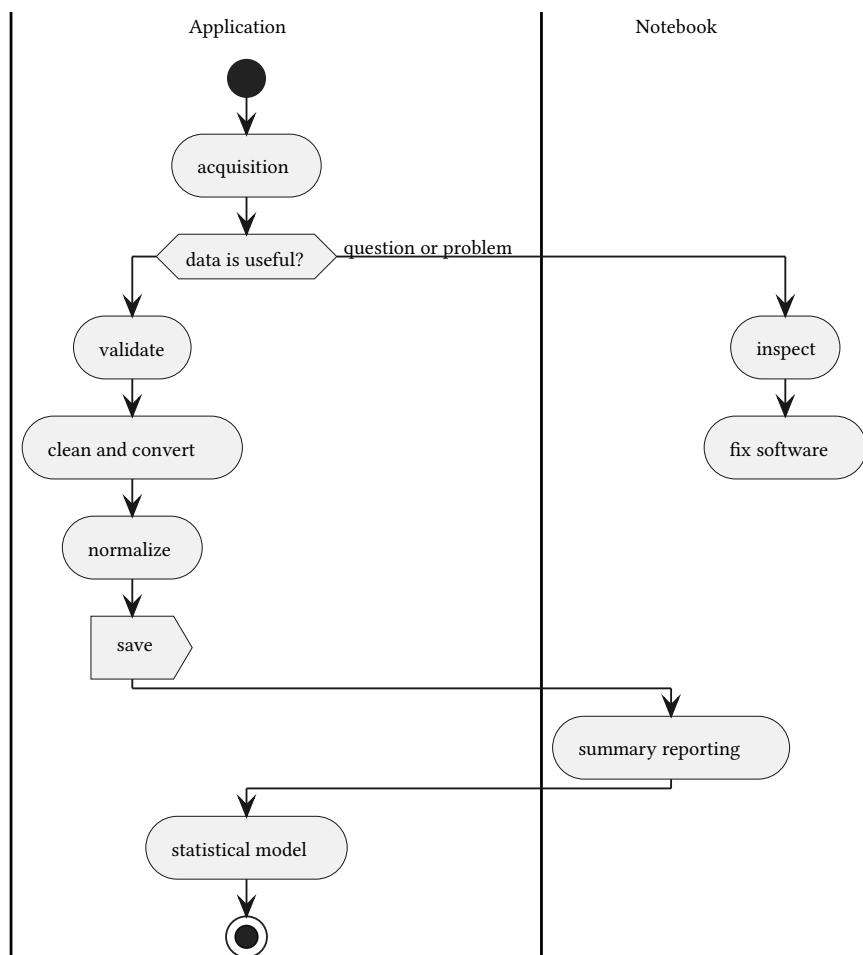 Application
Notebook
acquisition
data is useful?
question or problem
validate
inspect
clean and convert
fix software
normalize
save
summary reporting
statistical model